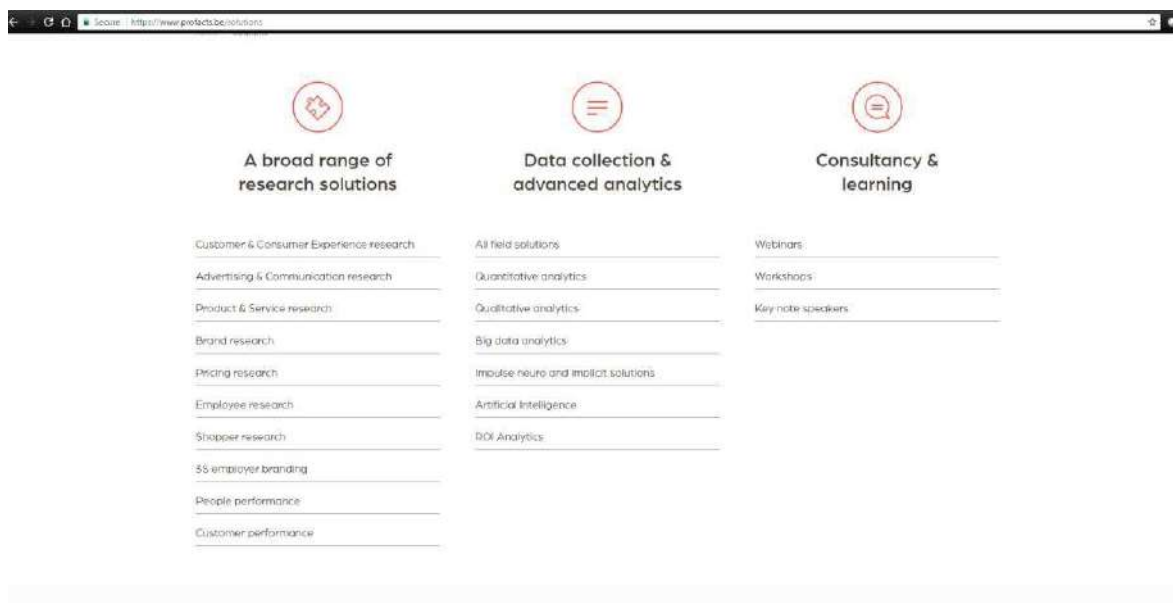 Secure https://www.profacts.be/solutions
A broad range of
research solutions
Customer & Consumer Experience research
Advertising & Communication research
Product & Service research
Brand research
Pricing research
Employee research
Shopper research
3S employer branding
People performance
Customer performance
Data collection &
advanced analytics
All field solutions
Quantitative analytics
Qualitative analytics
Big data analytics
Impulse neuro and implicit solutions
Artificial Intelligence
ROI Analytics
Consultancy &
learning
Webinars
Workshops
Key note speakers